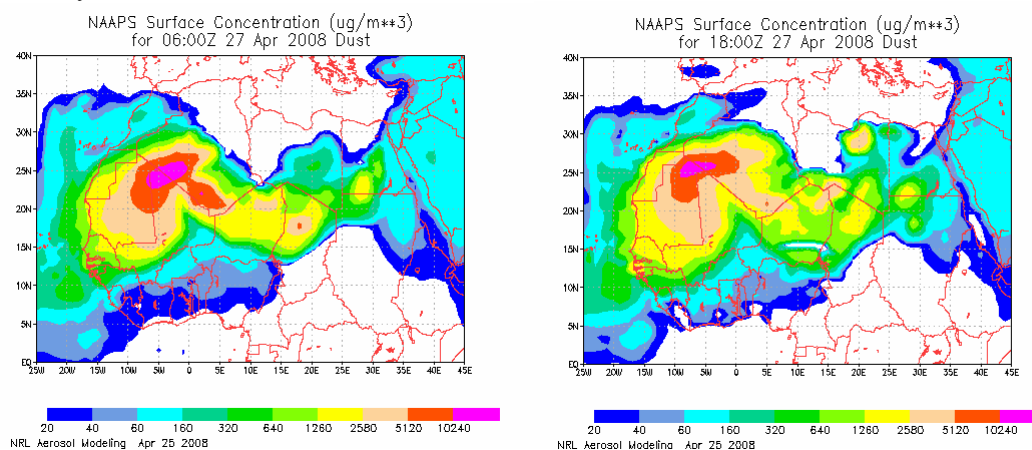 NAAPS Surface Concentration (ug/m**3)
for 06:00Z 27 Apr 2008 Dust
40N
35N
30N
25N
20N
15N
10N
5N
EQ
25W 20W 15W 10W 5W 0 5E 10E 15E 20E 25E 30E 35E 40E 45E
20 40 60 160 320 640 1260 2580 5120 10240
NRL Aerosol Modeling Apr 25 2008
NAAPS Surface Concentration (ug/m**3)
for 18:00Z 27 Apr 2008 Dust
40N
35N
30N
25N
20N
15N
10N
5N
EQ
25W 20W 15W 10W 5W 0 5E 10E 15E 20E 25E 30E 35E 40E 45E
20 40 60 160 320 640 1260 2580 5120 10240
NRL Aerosol Modeling Apr 25 2008